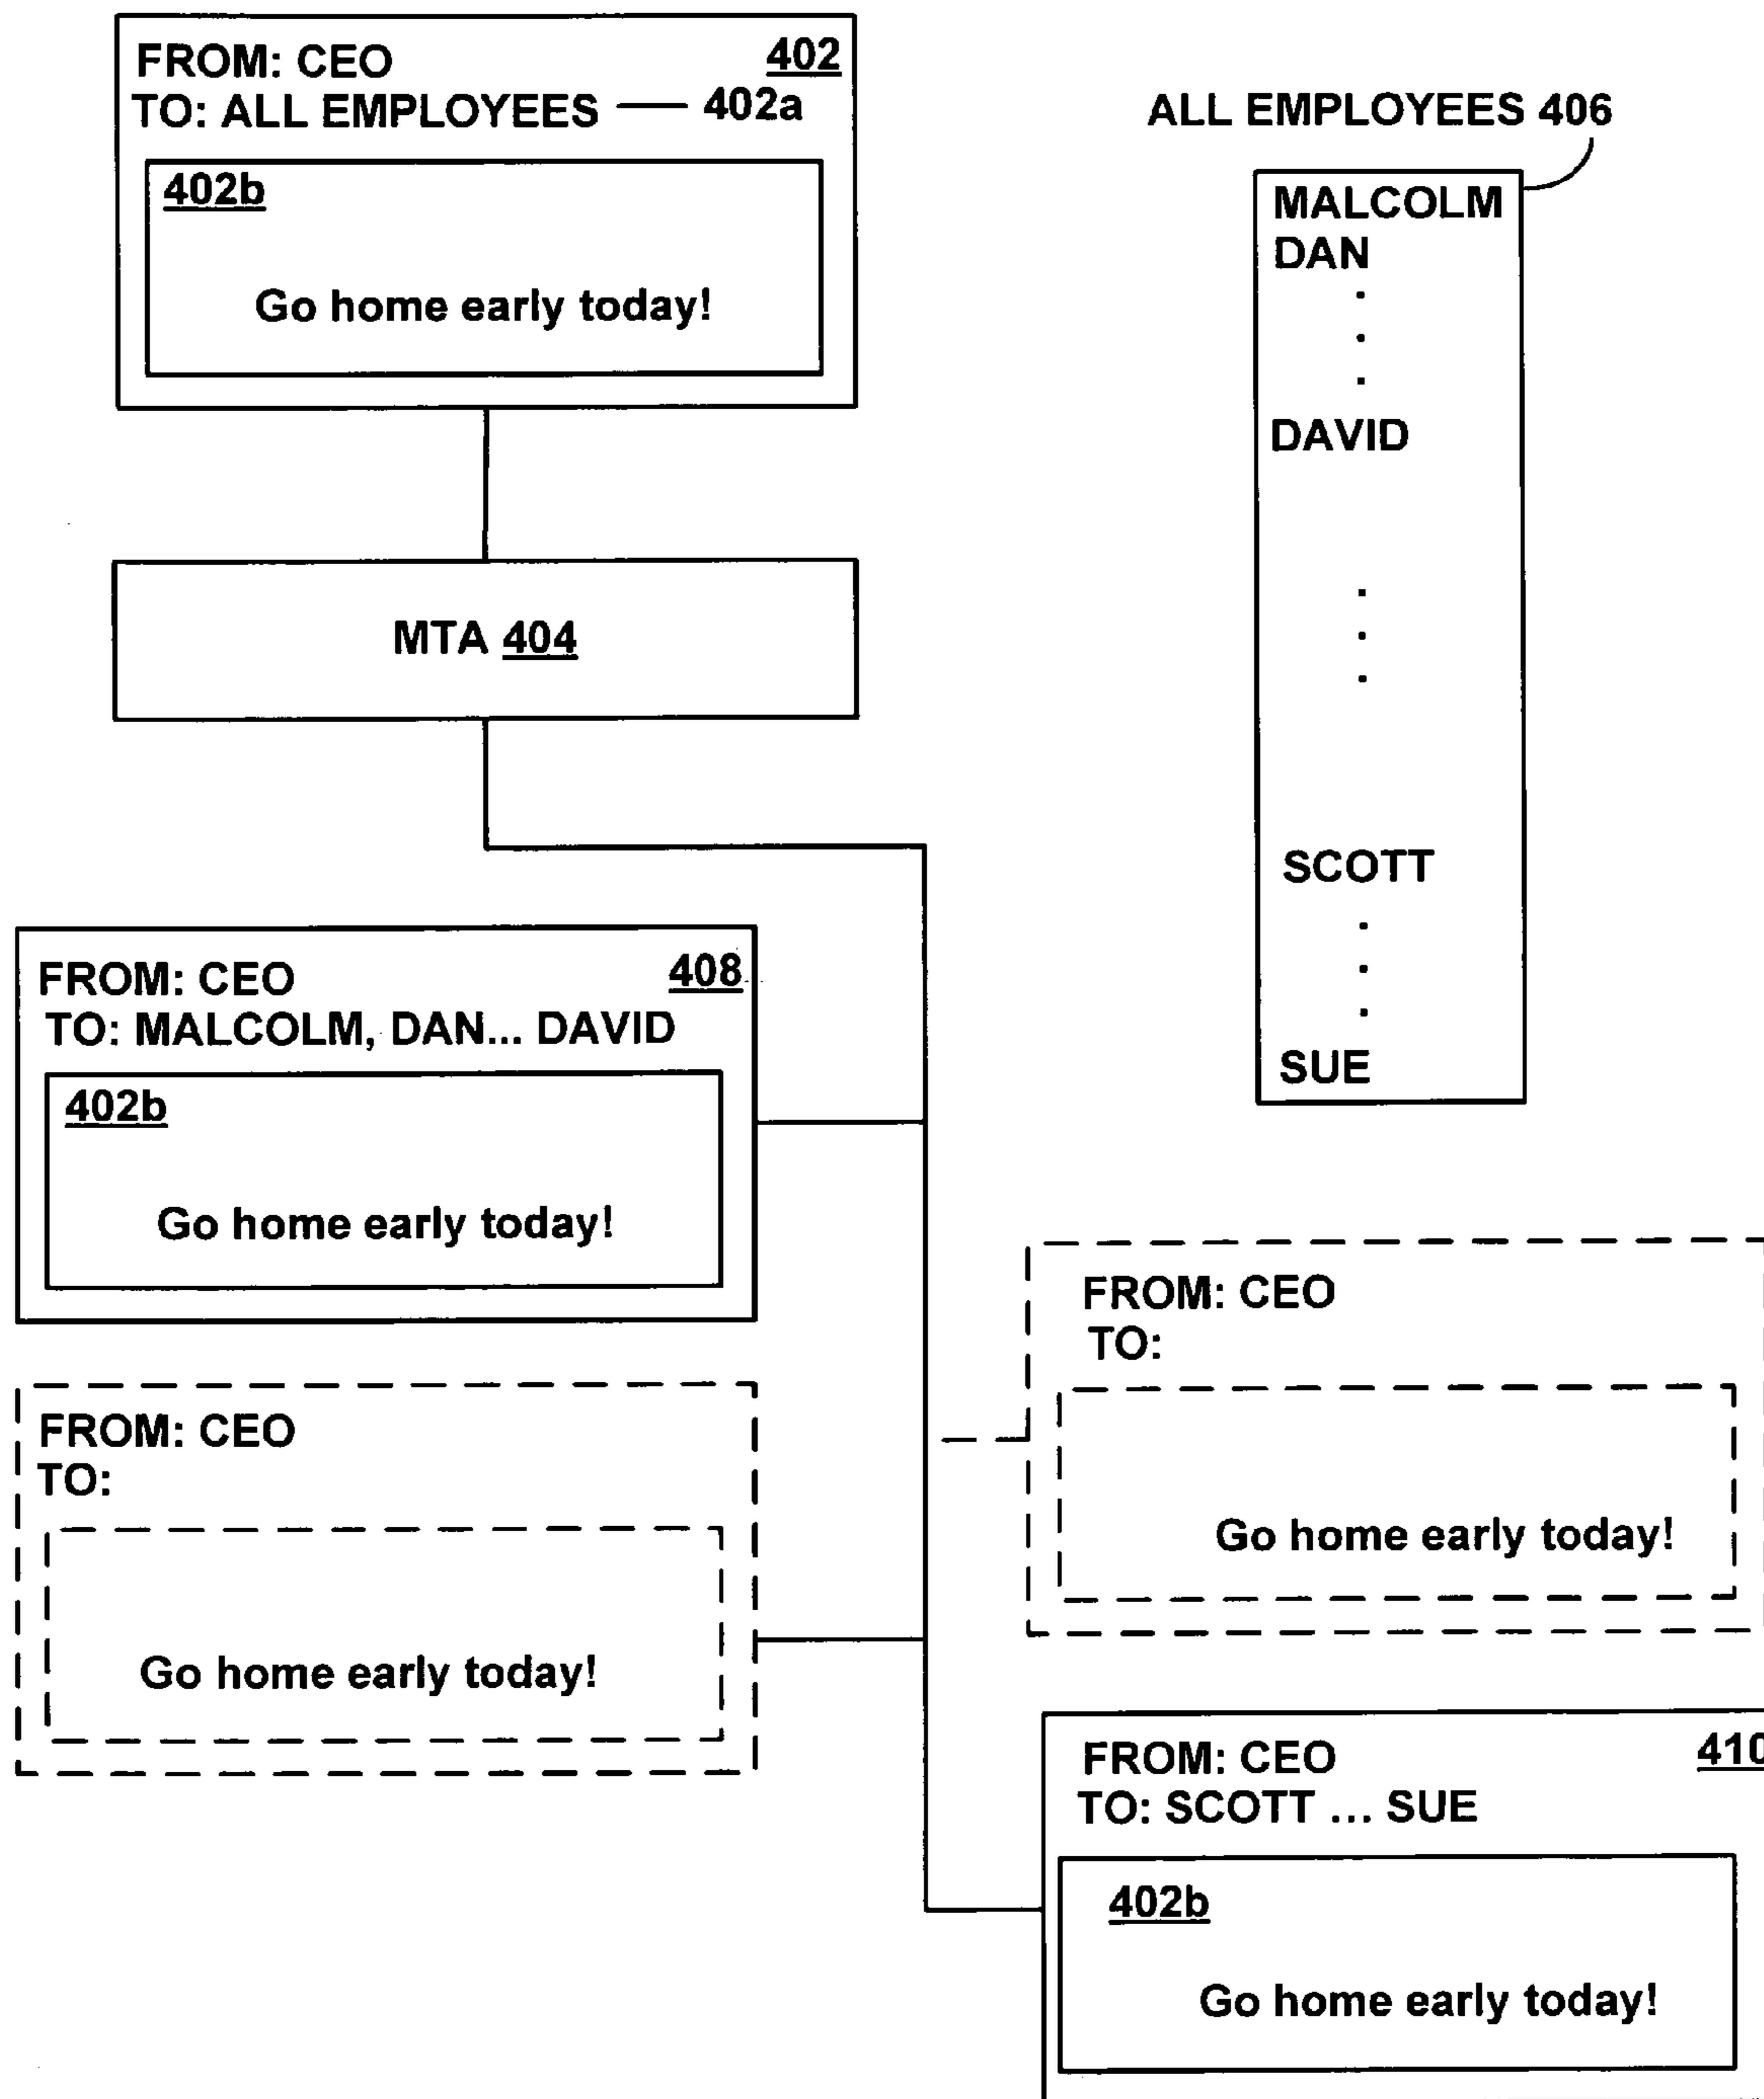 FROM: CEO 402
TO: ALL EMPLOYEES 402a
402b
Go home early today!
ALL EMPLOYEES 406
MALCOLM
DAN
.
.
.
DAVID
.
.
.
SCOTT
.
.
.
SUE
MTA 404
FROM: CEO 408
TO: MALCOLM, DAN... DAVID
402b
Go home early today!
FROM: CEO
TO:
Go home early today!
FROM: CEO
TO:
Go home early today!
FROM: CEO 410
TO: SCOTT ... SUE
402b
Go home early today!